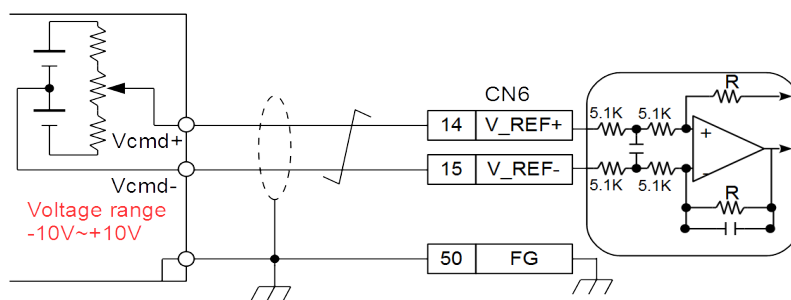 CN6
R
5.1K 5.1K
14 V_REF+
+
Vcmd+
15 V_REF-
-
5.1K 5.1K
Vcmd-
R
Voltage range
-10V~+10V
50 FG